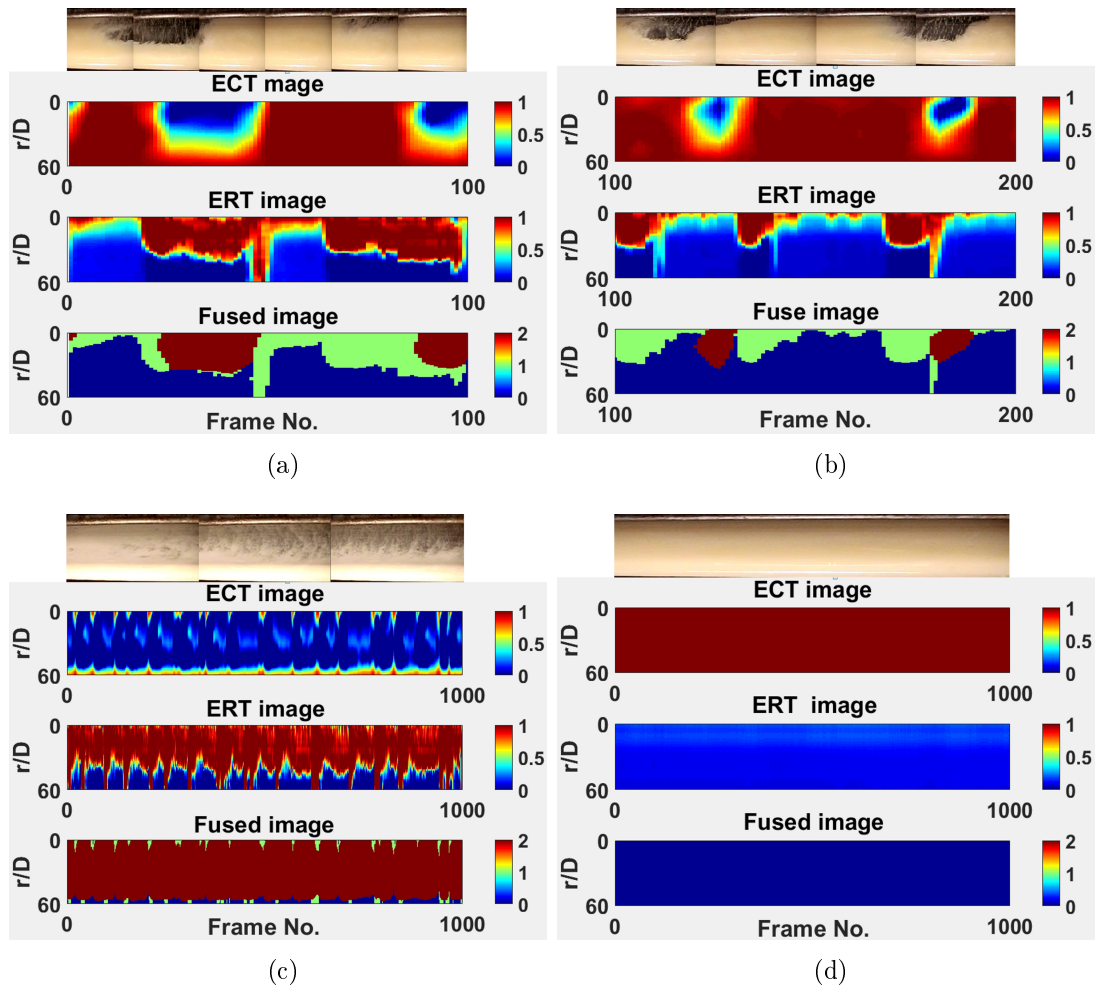 ECT mage
r/D
0
60
0
100
1
0.5
0
ERT image
r/D
0
60
0
100
1
0.5
0
Fused image
r/D
0
60
0
100
Frame No.
2
1
0
(a)
ECT image
r/D
0
60
100
200
1
0.5
0
ERT image
r/D
0
60
100
200
1
0.5
0
Fuse image
r/D
0
60
100
200
Frame No.
2
1
0
(b)
ECT image
r/D
0
60
0
1000
1
0.5
0
ERT image
r/D
0
60
0
1000
1
0.5
0
Fused image
r/D
0
60
0
1000
Frame No.
2
1
0
(c)
ECT image
r/D
0
60
0
1000
1
0.5
0
ERT image
r/D
0
60
0
1000
1
0.5
0
Fused image
r/D
0
60
0
1000
Frame No.
2
1
0
(d)